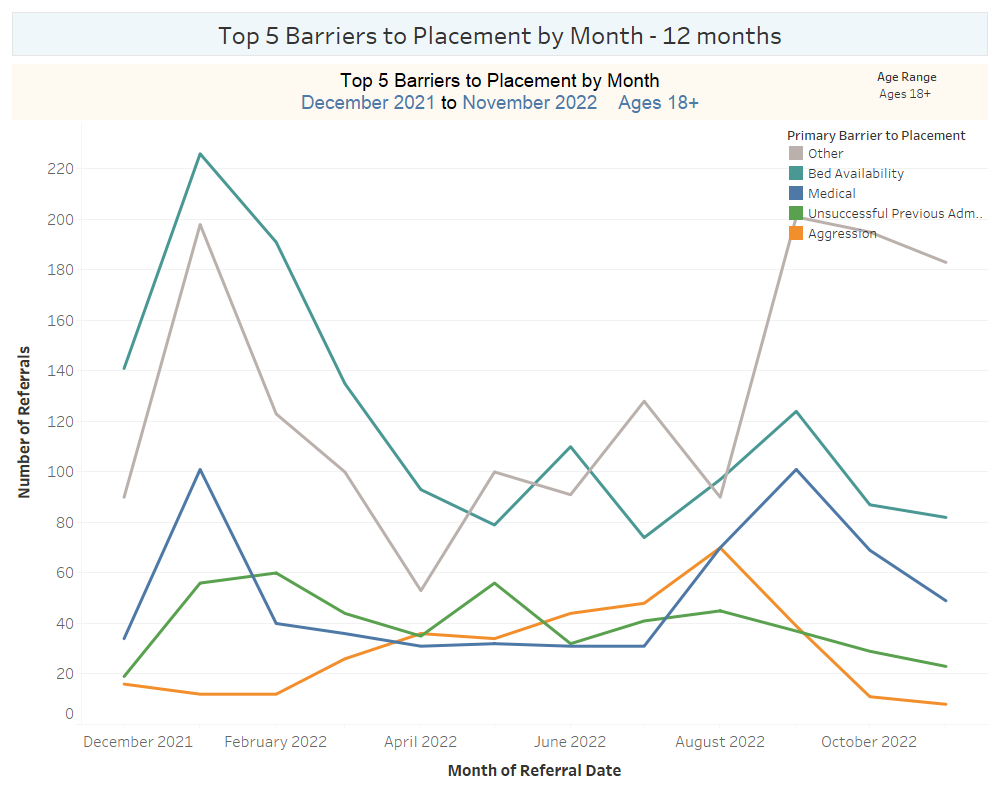 Top 5 Barriers to Placement by Month - 12 months
Top 5 Barriers to Placement by Month
December 2021 to November 2022 Ages 18+
Age Range
Ages 18+
Primary Barrier to Placement
Other
Bed Availability
Medical
Unsuccessful Previous Adm..
Aggression
Number of Referrals
220
200
180
160
140
120
100
80
60
40
20
0
December 2021 February 2022 April 2022 June 2022 August 2022 October 2022
Month of Referral Date